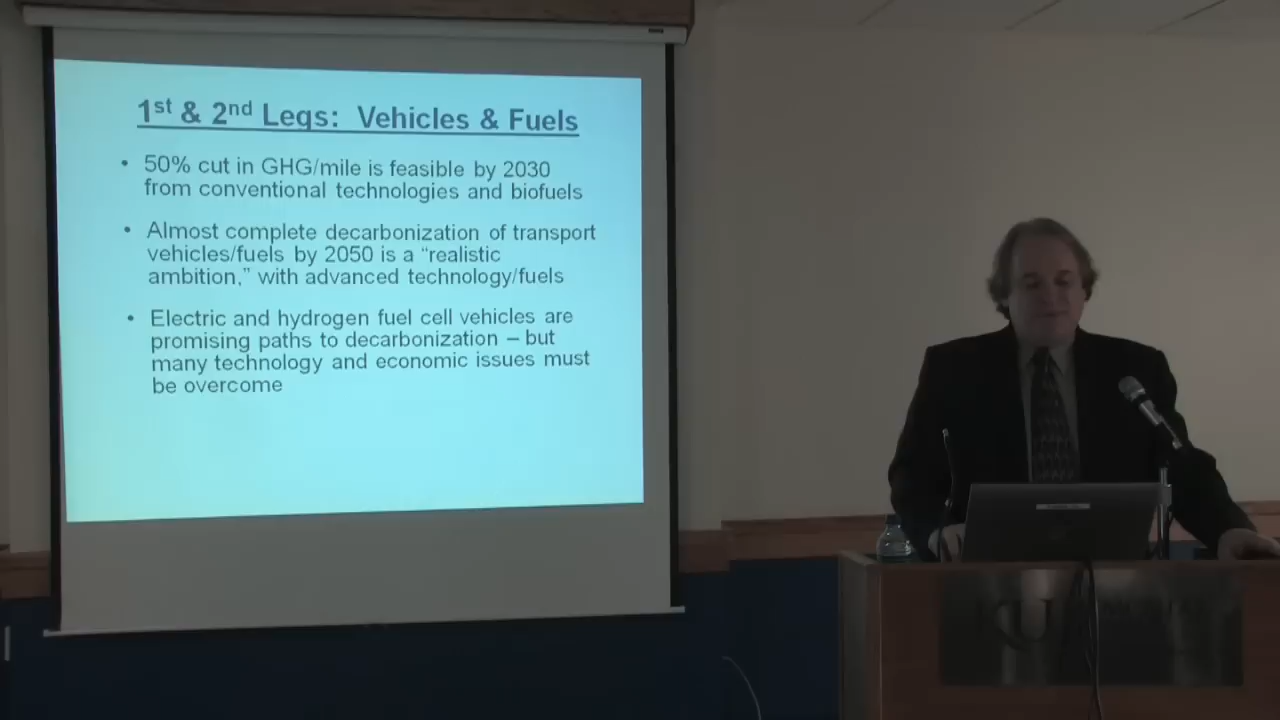 1st & 2nd Legs: Vehicles & Fuels
• 50% cut in GHG/mile is feasible by 2030
from conventional technologies and biofuels
• Almost complete decarbonization of transport
vehicles/fuels by 2050 is a “realistic
ambition,” with advanced technology/fuels
• Electric and hydrogen fuel cell vehicles are
promising paths to decarbonization – but
many technology and economic issues must
be overcome